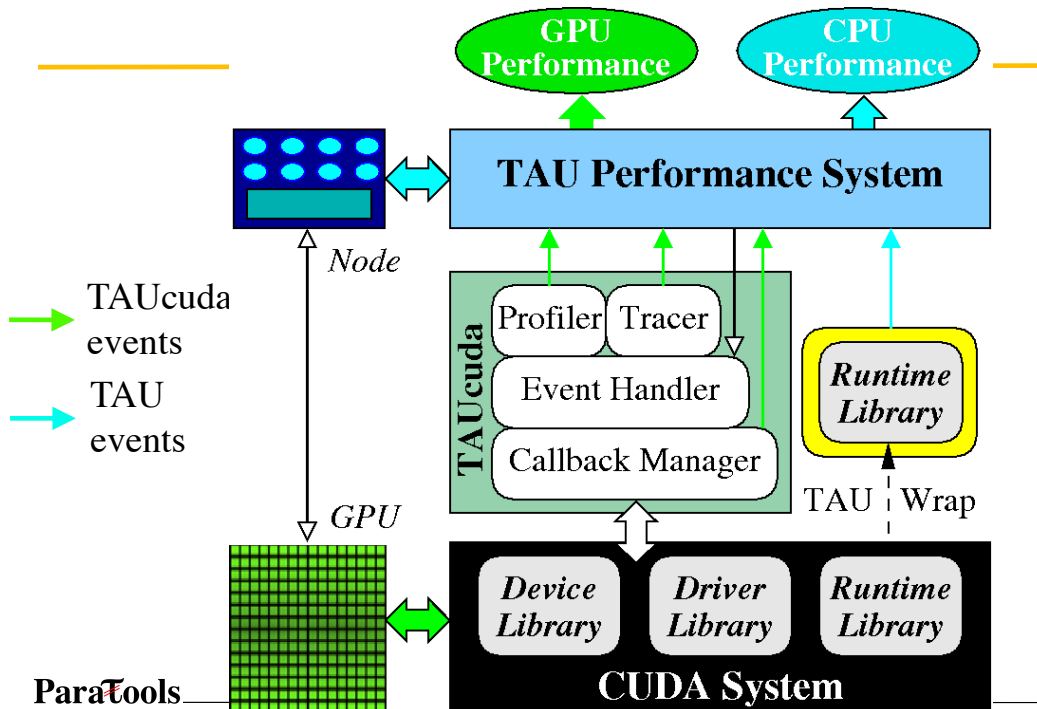 GPU
Performance
CPU
Performance
TAU Performance System
Node
TAUcuda
events
TAU
events
TAUcuda
Profiler
Tracer
Event Handler
Callback Manager
Runtime
Library
TAU
Wrap
GPU
Device
Library
Driver
Library
Runtime
Library
CUDA System
ParaTools